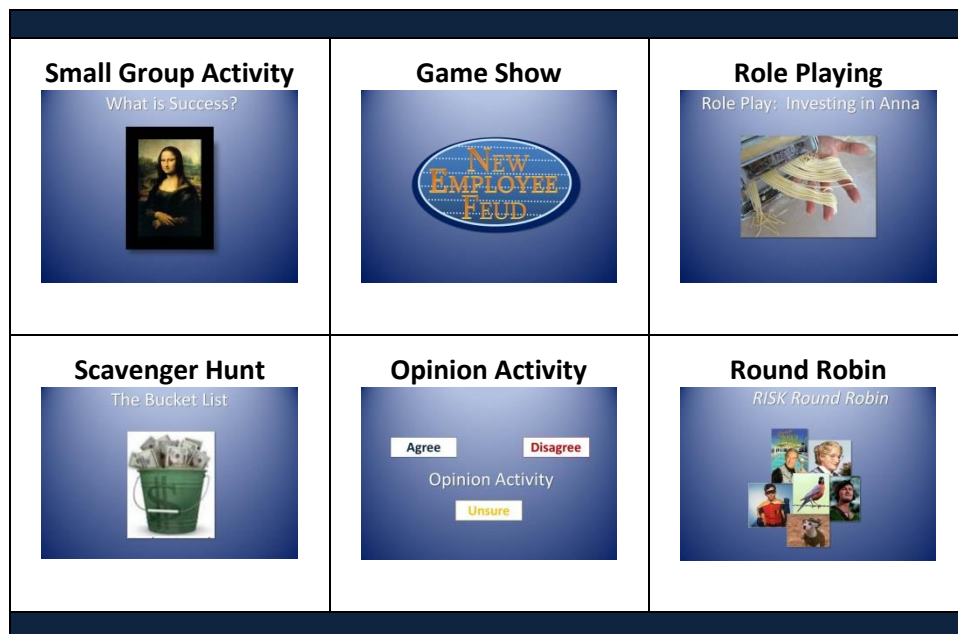 Small Group Activity
What is Success?
Game Show
NEW
EMPLOYEE
FEUD
Role Playing
Role Play: Investing in Anna
Scavenger Hunt
The Bucket List
Opinion Activity
Agree
Disagree
Opinion Activity
Unsure
Round Robin
RISK Round Robin